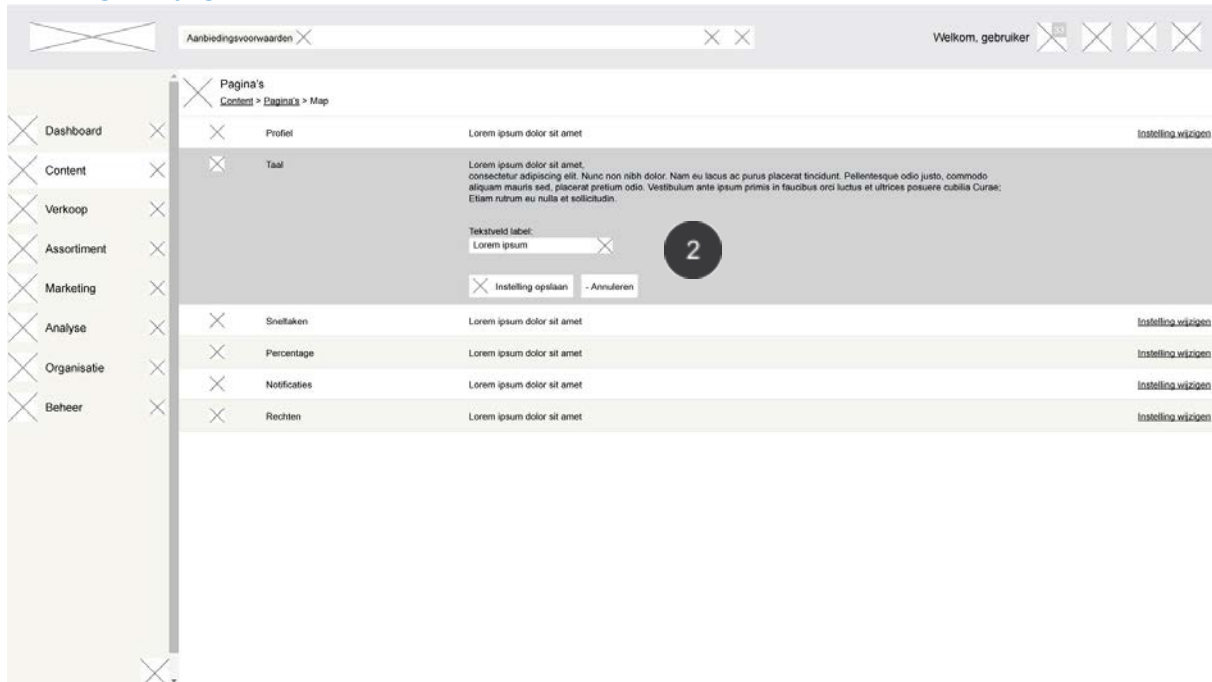 Aanbiedingsvoorwaarden
Welkom, gebruiker
33
Pagina's
Content > Pagina's > Map
Dashboard
Content
Verkoop
Assortiment
Marketing
Analyse
Organisatie
Beheer
Profiel Lorem ipsum dolor sit amet Instelling wijzigen
Taal Lorem ipsum dolor sit amet,
consectetur adipiscing elit. Nunc non nibh dolor. Nam eu lacus ac purus placerat tincidunt. Pellentesque odio justo, commodo
aliquam mauris sed, placerat pretium odio. Vestibulum ante ipsum primis in faucibus orci luctus et ultrices posuere cubilia Curae;
Etiam rutrum eu nulla et sollicitudin.
Tekstveld label:
Lorem ipsum
2
Instelling opslaan - Annuleren
Sneltaken Lorem ipsum dolor sit amet Instelling wijzigen
Percentage Lorem ipsum dolor sit amet Instelling wijzigen
Notificaties Lorem ipsum dolor sit amet Instelling wijzigen
Rechten Lorem ipsum dolor sit amet Instelling wijzigen